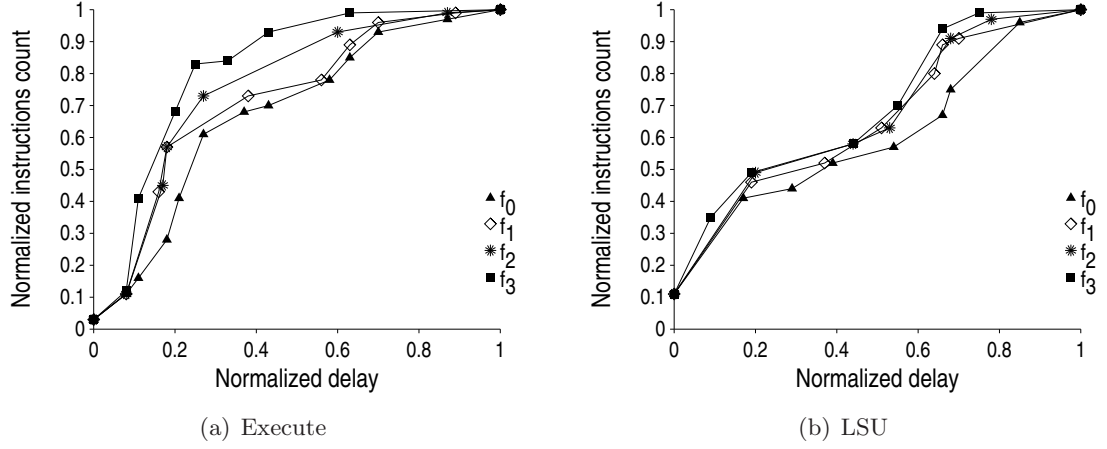 Normalized instructions count
1
0.9
0.8
0.7
0.6
0.5
0.4
0.3
0.2
0.1
0
0 0.2 0.4 0.6 0.8 1
Normalized delay
f0
f1
f2
f3
(a) Execute
Normalized instructions count
1
0.9
0.8
0.7
0.6
0.5
0.4
0.3
0.2
0.1
0
0 0.2 0.4 0.6 0.8 1
Normalized delay
f0
f1
f2
f3
(b) LSU